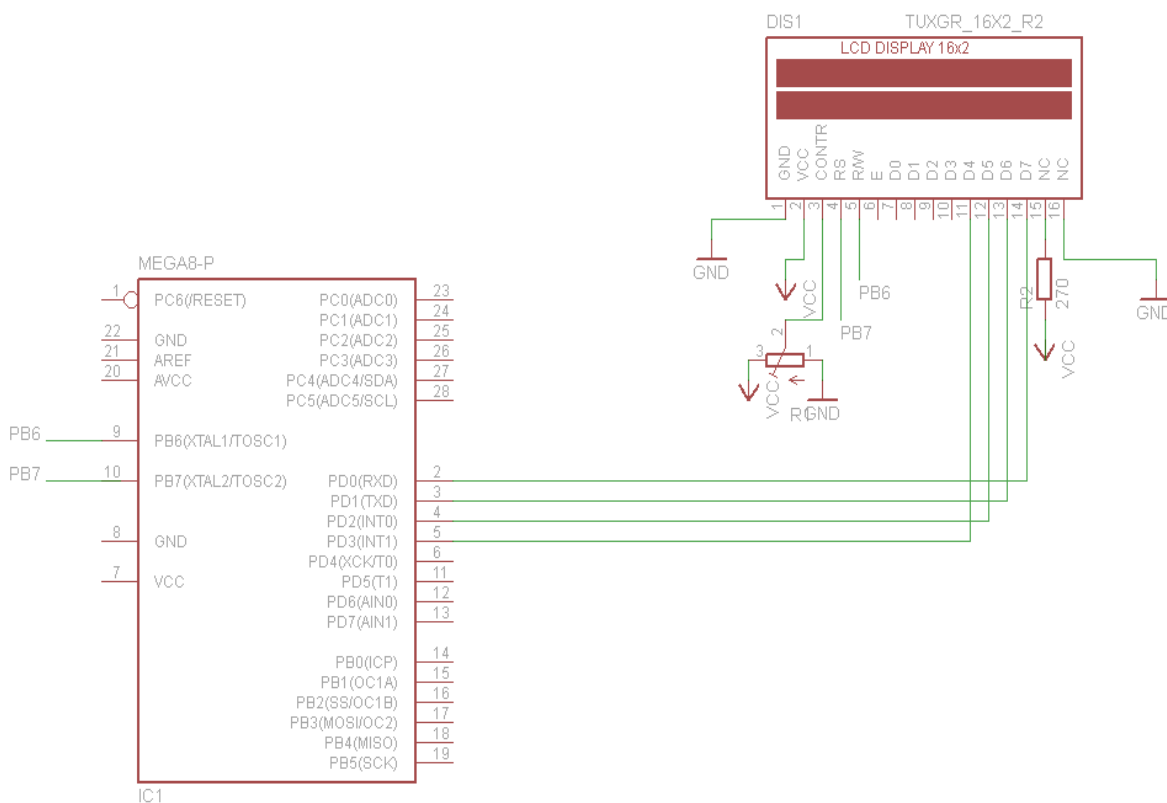 DIS1 TUXGR_16X2_R2
LCD DISPLAY 16x2
GND VCC CONTR RS R/W E D0 D1 D2 D3 D4 D5 D6 D7 NC NC
1 2 3 4 5 6 7 8 9 10 11 12 13 14 15 16
GND
VCC
PB6
PB7
R2
270
VCC
GND
2
3 1
VCC
R1
GND
MEGA8-P
1 PC6(/RESET) PC0(ADC0) 23
PC1(ADC1) 24
22 GND PC2(ADC2) 25
21 AREF PC3(ADC3) 26
20 AVCC PC4(ADC4/SDA) 27
PC5(ADC5/SCL) 28
PB6 9 PB6(XTAL1/TOSC1)
PB7 10 PB7(XTAL2/TOSC2) PD0(RXD) 2
PD1(TXD) 3
PD2(INT0) 4
8 GND PD3(INT1) 5
PD4(XCK/T0) 6
7 VCC PD5(T1) 11
PD6(AIN0) 12
PD7(AIN1) 13
PB0(ICP) 14
PB1(OC1A) 15
PB2(SS/OC1B) 16
PB3(MOSI/OC2) 17
PB4(MISO) 18
PB5(SCK) 19
IC1